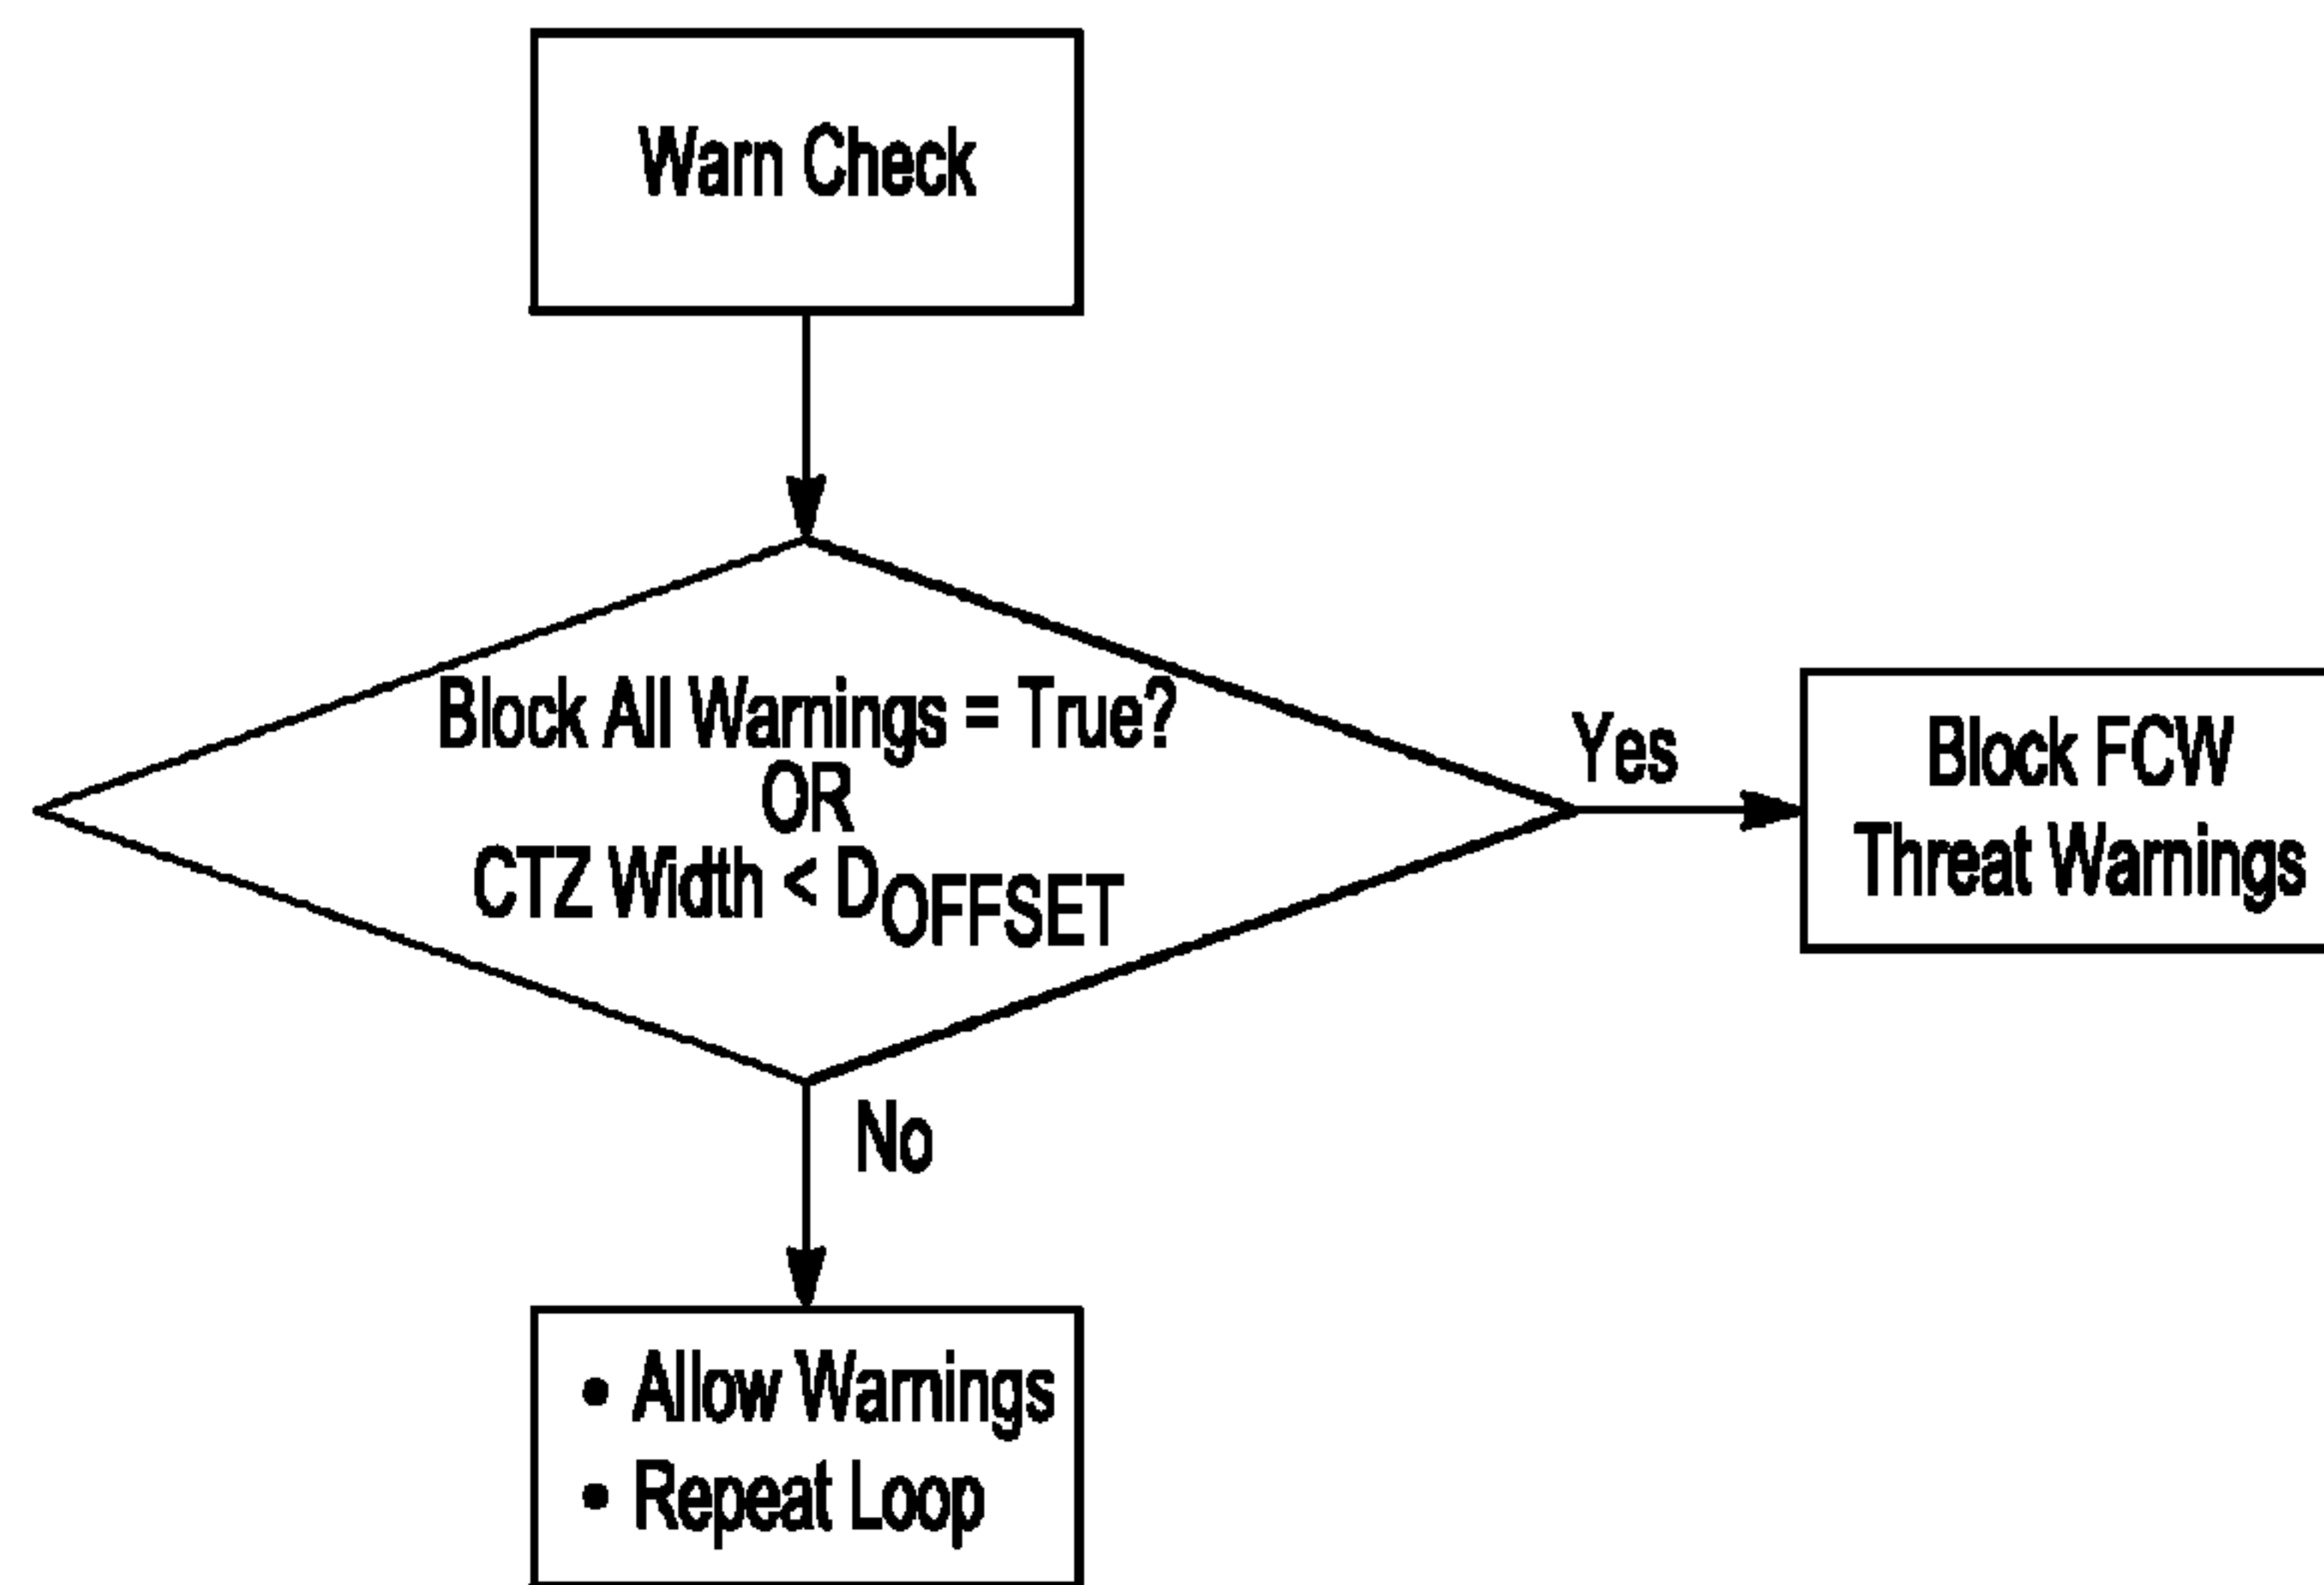 Warn Check
Block All Warnings = True?
OR
CTZ Width < DOFFSET
Yes
Block FCW
Threat Warnings
No
• Allow Warnings
• Repeat Loop